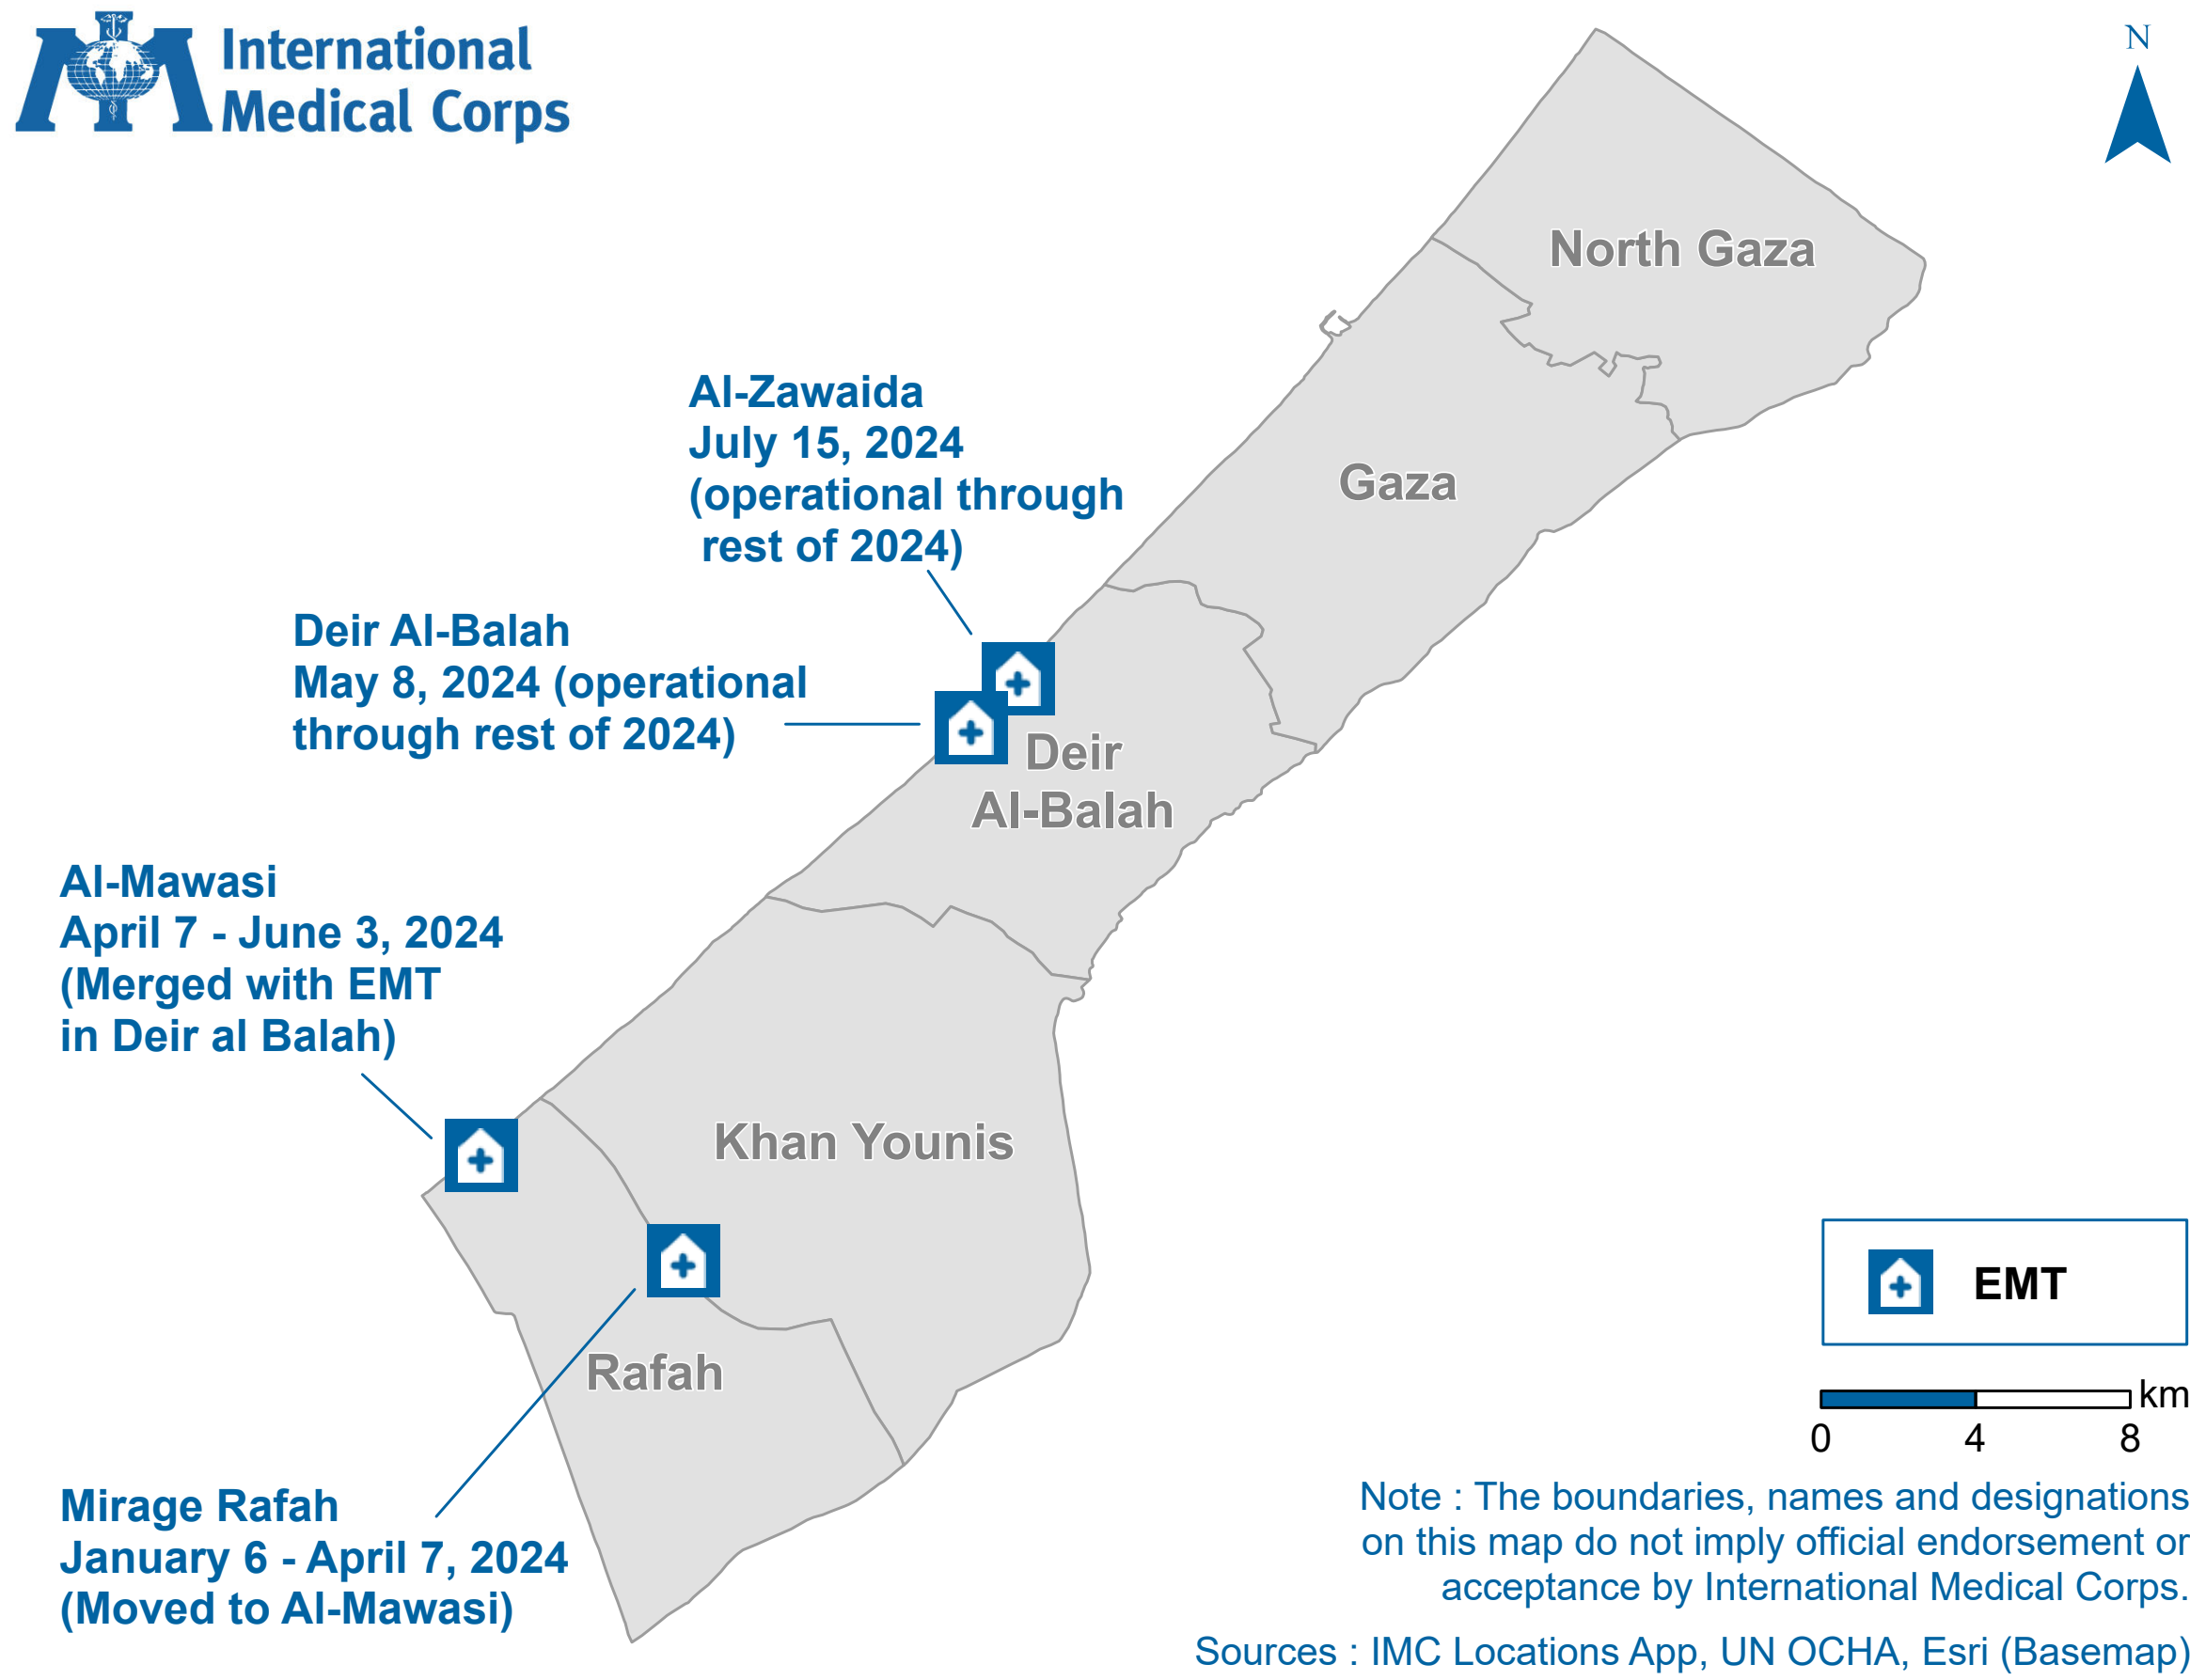 International
Medical Corps
N
North Gaza
Al-Zawaida
July 15, 2024
(operational through
rest of 2024)
Gaza
Deir Al-Balah
May 8, 2024 (operational
through rest of 2024)
Deir
Al-Balah
Al-Mawasi
April 7 - June 3, 2024
(Merged with EMT
in Deir al Balah)
Khan Younis
Rafah
Mirage Rafah
January 6 - April 7, 2024
(Moved to Al-Mawasi)
EMT
km
0 4 8
Note : The boundaries, names and designations
on this map do not imply official endorsement or
acceptance by International Medical Corps.
Sources : IMC Locations App, UN OCHA, Esri (Basemap)